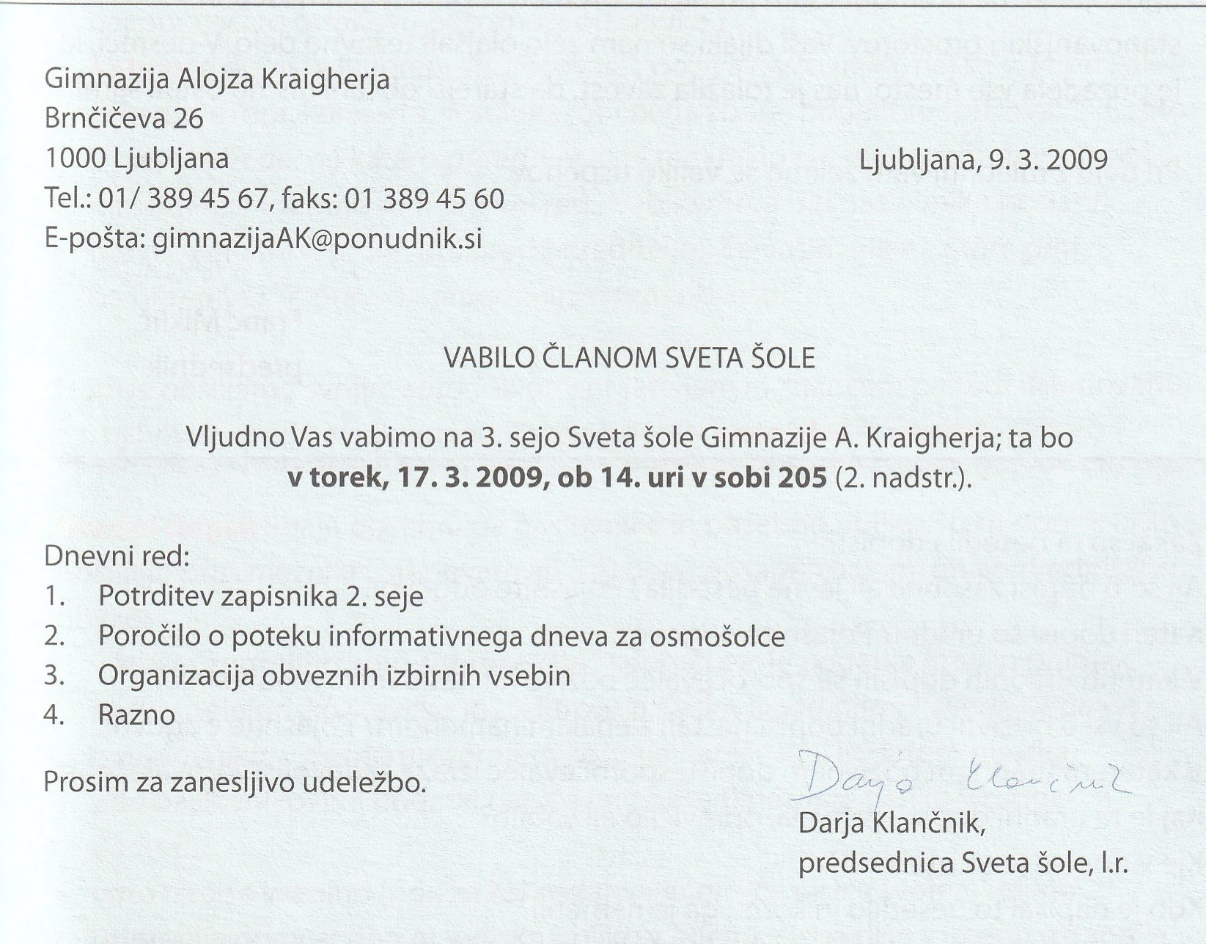 Gimnazija Alojza Kraigherja
Brnčičeva 26
1000 Ljubljana
Ljubljana, 9. 3. 2009
Tel.: 01/ 389 45 67, faks: 01 389 45 60
E-pošta: gimnazijaAK@ponudnik.si
VABILO ČLANOM SVETA ŠOLE
Vljudno Vas vabimo na 3. sejo Sveta šole Gimnazije A. Kraigherja; ta bo
v torek, 17. 3. 2009, ob 14. uri v sobi 205 (2. nadstr.).
Dnevni red:
1. Potrditev zapisnika 2. seje
2. Poročilo o poteku informativnega dneva za osmošolce
3. Organizacija obveznih izbirnih vsebin
4. Razno
Prosim za zanesljivo udeležbo.
Darja Klančnik
Darja Klančnik,
predsednica Sveta šole, l.r.